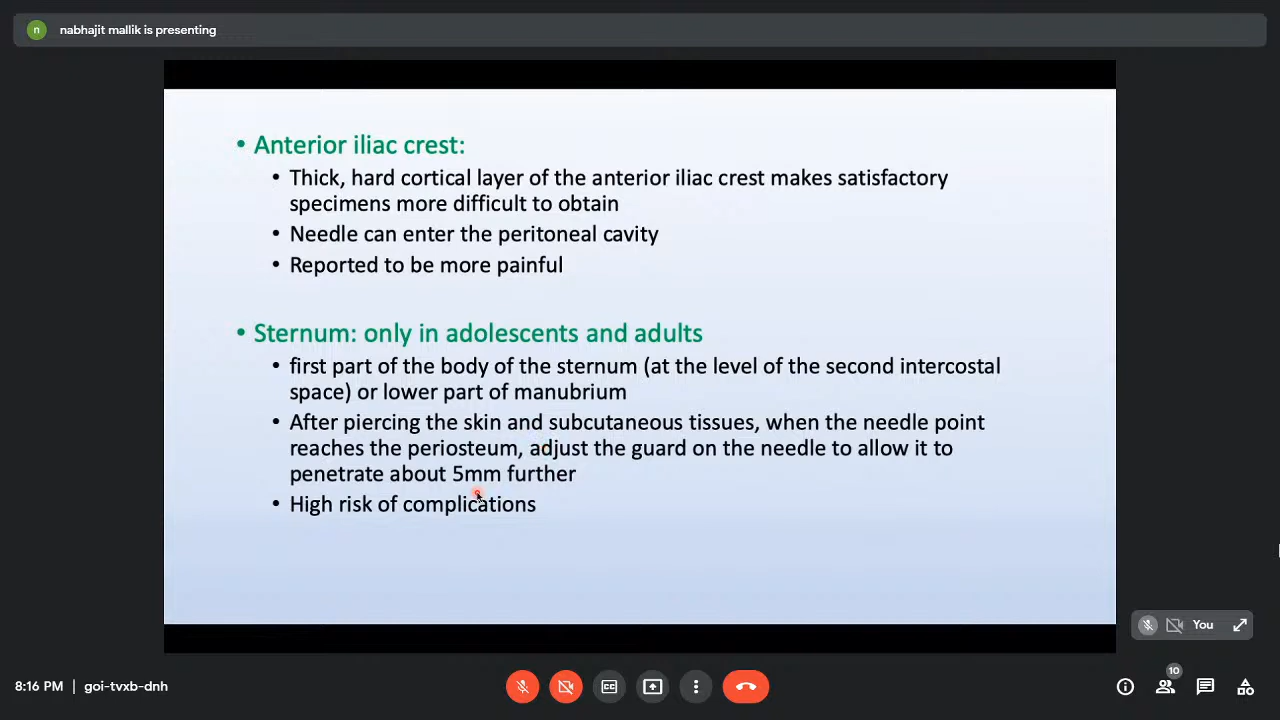 n nabhajit mallik is presenting
• Anterior iliac crest:
• Thick, hard cortical layer of the anterior iliac crest makes satisfactory
specimens more difficult to obtain
• Needle can enter the peritoneal cavity
• Reported to be more painful
• Sternum: only in adolescents and adults
• first part of the body of the sternum (at the level of the second intercostal
space) or lower part of manubrium
• After piercing the skin and subcutaneous tissues, when the needle point
reaches the periosteum, adjust the guard on the needle to allow it to
penetrate about 5mm further
• High risk of complications
You
8:16 PM | goi-tvxb-dnh
CC
10